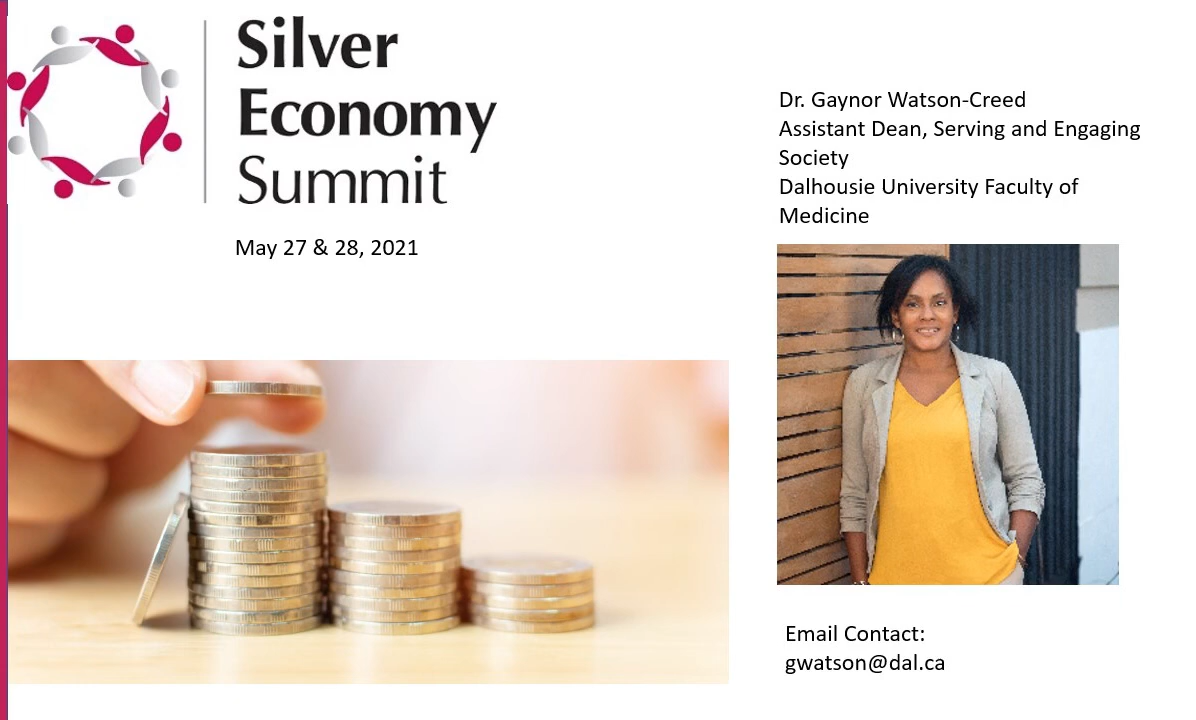 Silver
Economy
Summit
May 27 & 28, 2021
Dr. Gaynor Watson-Creed
Assistant Dean, Serving and Engaging
Society
Dalhousie University Faculty of
Medicine
Email Contact:
gwatson@dal.ca